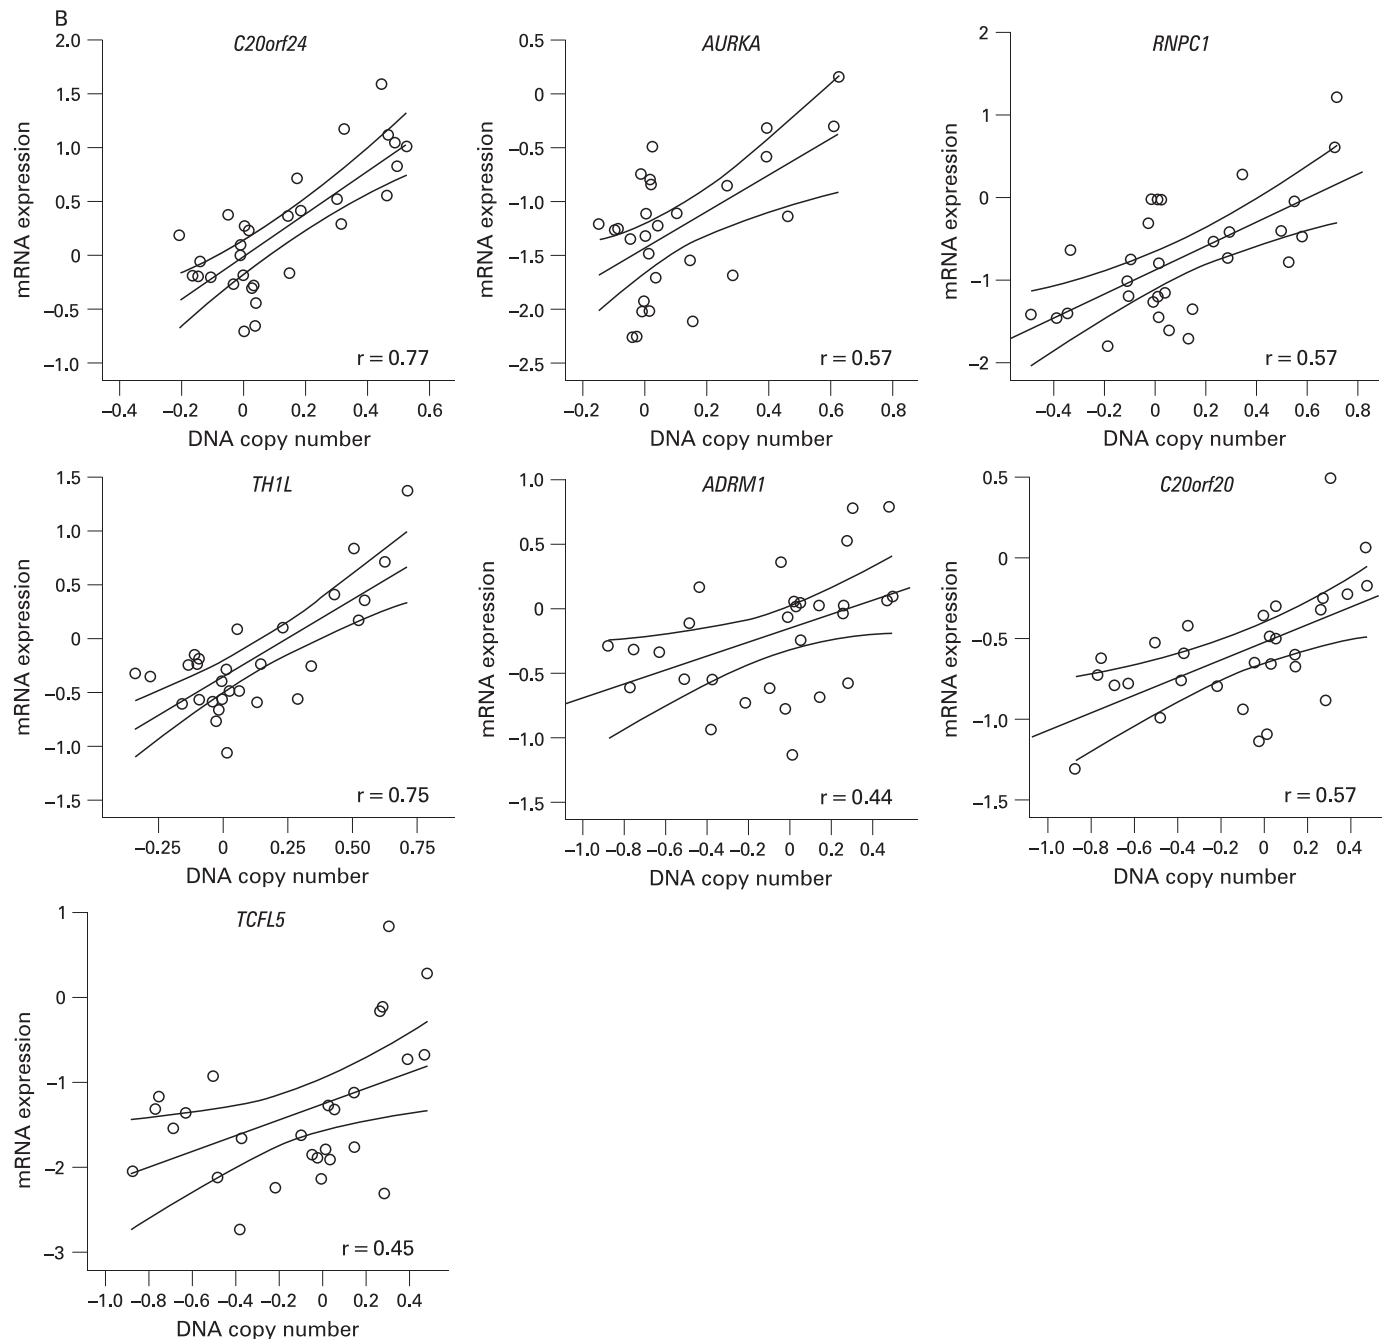 B
C20orf24
mRNA expression
2.0
1.5
1.0
0.5
0
−0.5
−1.0
r = 0.77
−0.4 −0.2 0 0.2 0.4 0.6
DNA copy number
AURKA
mRNA expression
0.5
0
−0.5
−1.0
−1.5
−2.0
−2.5
r = 0.57
−0.2 0 0.2 0.4 0.6
DNA copy number
RNPC1
mRNA expression
2
1
0
−1
−2
r = 0.57
−0.4 −0.2 0 0.2 0.4 0.6 0.8
DNA copy number
TH1L
mRNA expression
1.5
1.0
0.5
0
−0.5
−1.0
−1.5
r = 0.75
−0.25 0 0.25 0.50 0.75
DNA copy number
ADRM1
mRNA expression
1.0
0.5
0
−0.5
−1.0
−1.5
r = 0.44
−1.0 −0.8 −0.6 −0.4 −0.2 0 0.2 0.4
DNA copy number
C20orf20
mRNA expression
0.5
0
−0.5
−1.0
−1.5
r = 0.57
−1.0 −0.8 −0.6 −0.4 −0.2 0 0.2 0.4
DNA copy number
TCFL5
mRNA expression
1
0
−1
−2
−3
r = 0.45
−1.0 −0.8 −0.6 −0.4 −0.2 0 0.2 0.4
DNA copy number